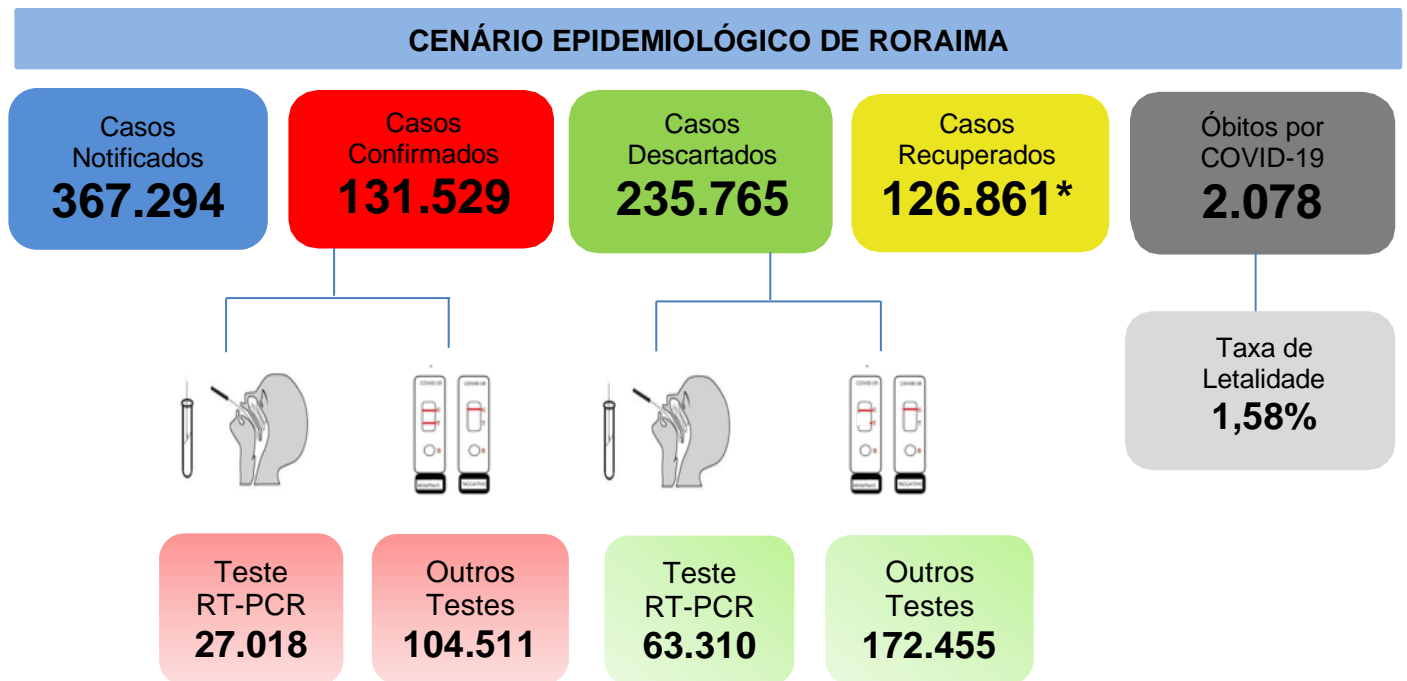 CENÁRIO EPIDEMIOLÓGICO DE RORAIMA
Casos
Notificados
367.294
Casos
Confirmados
131.529
Casos
Descartados
235.765
Casos
Recuperados
126.861*
Óbitos por
COVID-19
2.078
Taxa de
Letalidade
1,58%
Teste
RT-PCR
27.018
Outros
Testes
104.511
Teste
RT-PCR
63.310
Outros
Testes
172.455